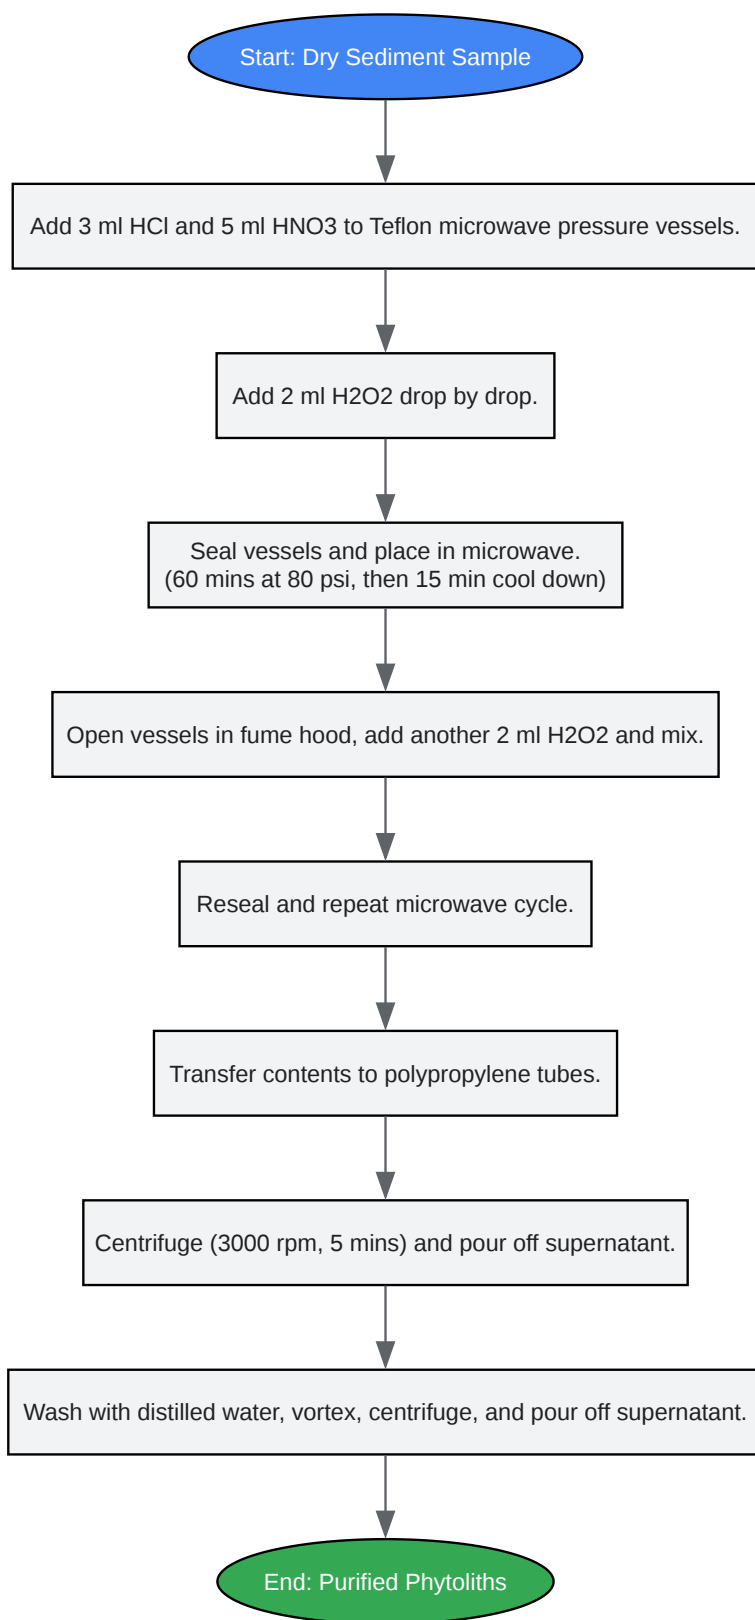 Start: Dry Sediment Sample
Add 3 ml HCl and 5 ml HNO3 to Teflon microwave pressure vessels.
Add 2 ml H2O2 drop by drop.
Seal vessels and place in microwave.
(60 mins at 80 psi, then 15 min cool down)
Open vessels in fume hood, add another 2 ml H2O2 and mix.
Reseal and repeat microwave cycle.
Transfer contents to polypropylene tubes.
Centrifuge (3000 rpm, 5 mins) and pour off supernatant.
Wash with distilled water, vortex, centrifuge, and pour off supernatant.
End: Purified Phytoliths